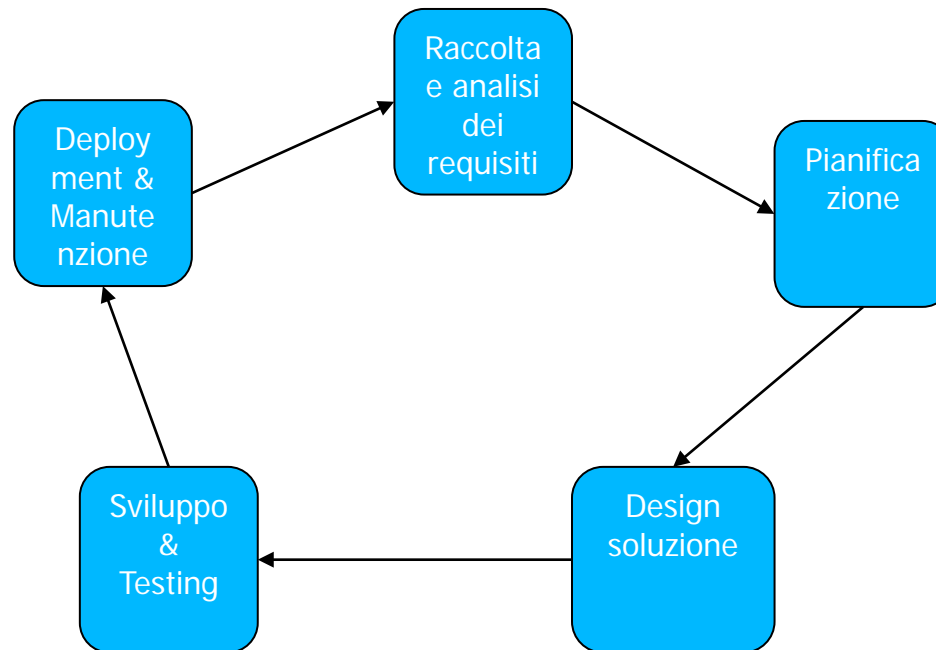 Raccolta
e analisi
dei
requisiti
Pianifica
zione
Design
soluzione
Sviluppo
&
Testing
Deploy
ment &
Manute
nzione